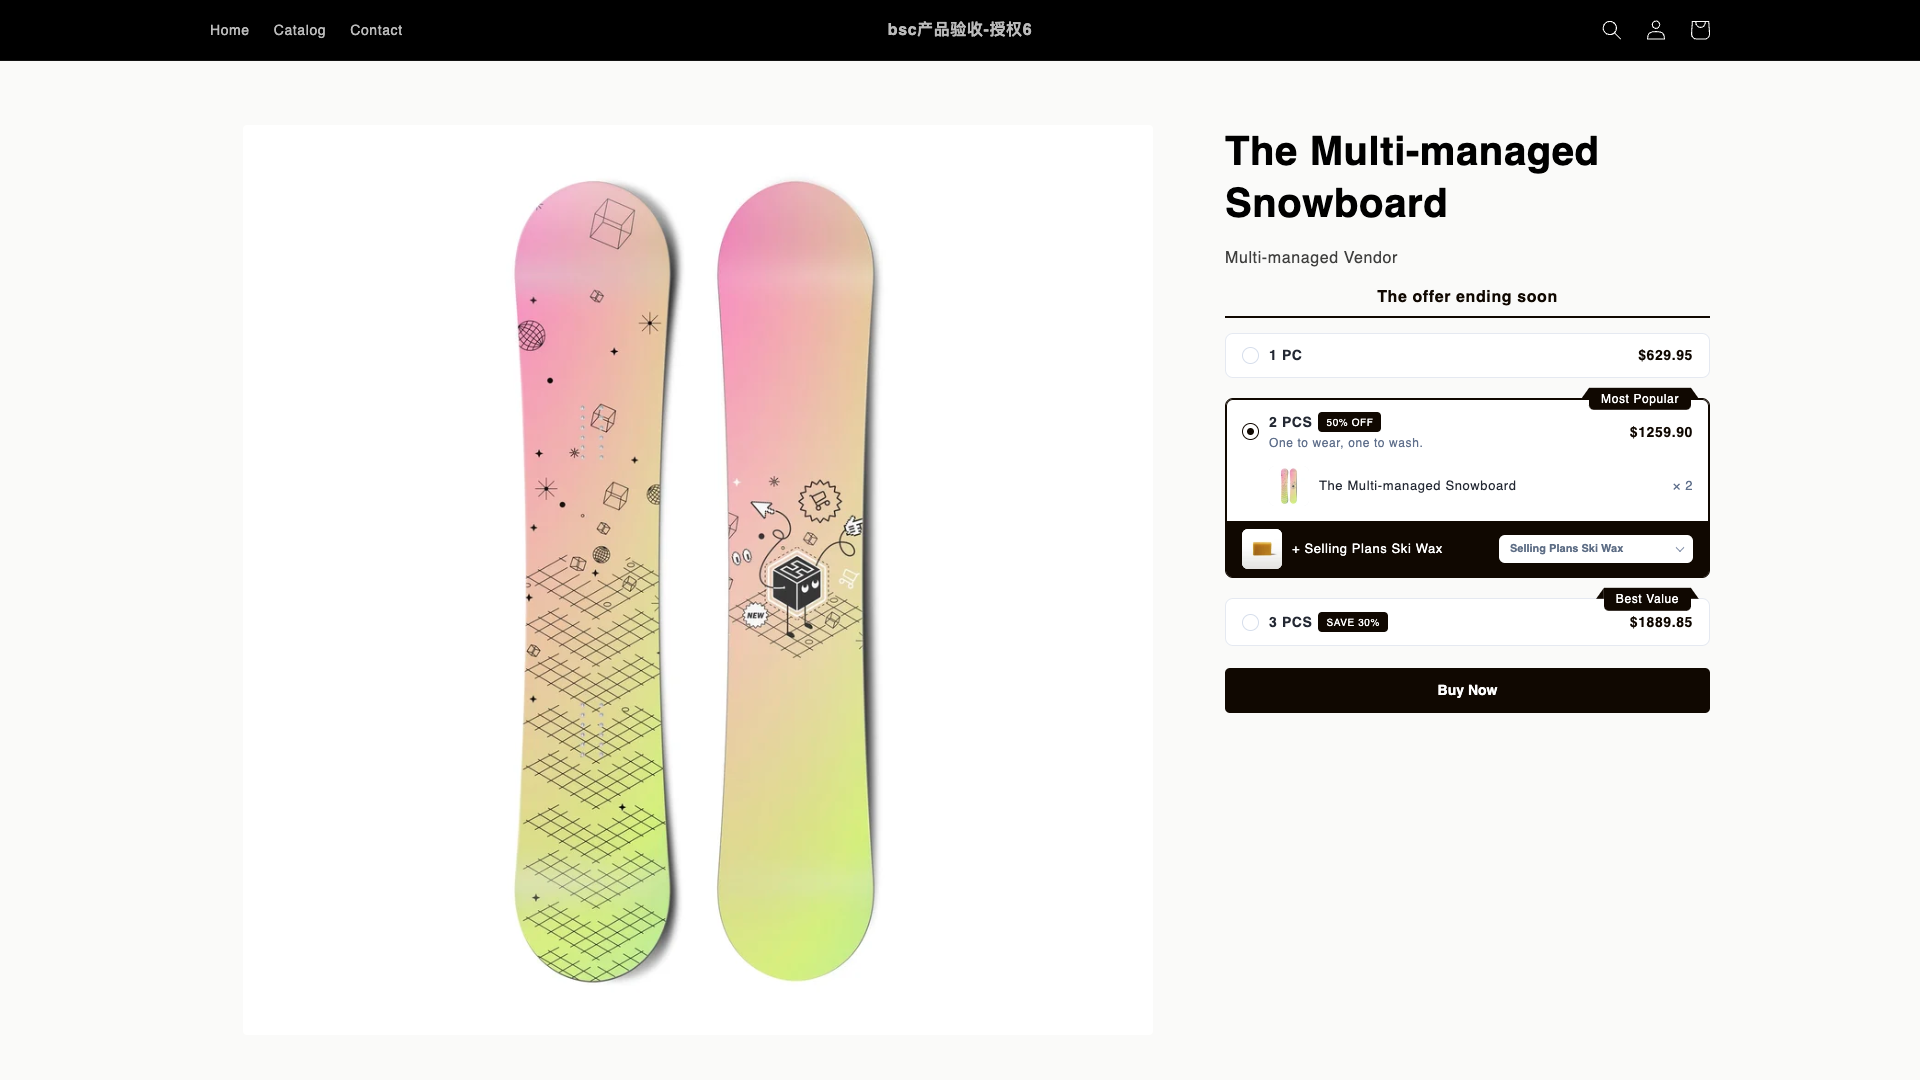 Home Catalog Contact
bsc产品验收-授权6
The Multi-managed
Snowboard
Multi-managed Vendor
The offer ending soon
1 PC $629.95
Most Popular
2 PCS 50% OFF $1259.90
One to wear, one to wash.
The Multi-managed Snowboard × 2
+ Selling Plans Ski Wax Selling Plans Ski Wax
Best Value
3 PCS SAVE 30% $1889.85
Buy Now
NEW